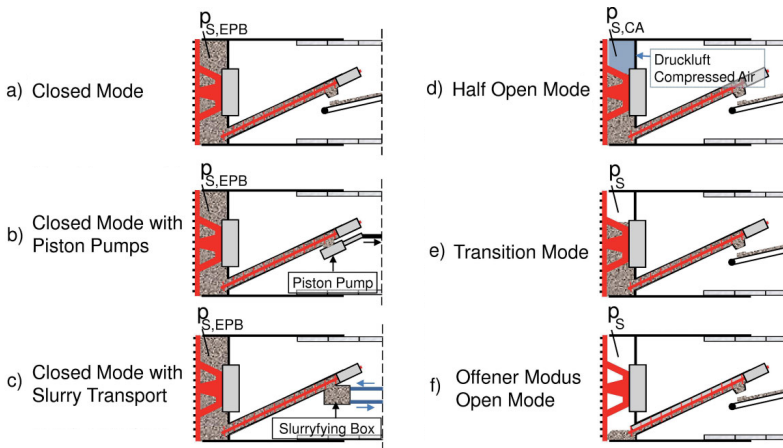 p S,EPB
a) Closed Mode
p S,EPB
b) Closed Mode with
Piston Pumps
Piston Pump
p S,EPB
c) Closed Mode with
Slurry Transport
Slurryfying Box
p S,CA
Druckluft
Compressed Air
d) Half Open Mode
p S
e) Transition Mode
p S
f) Offener Modus
Open Mode